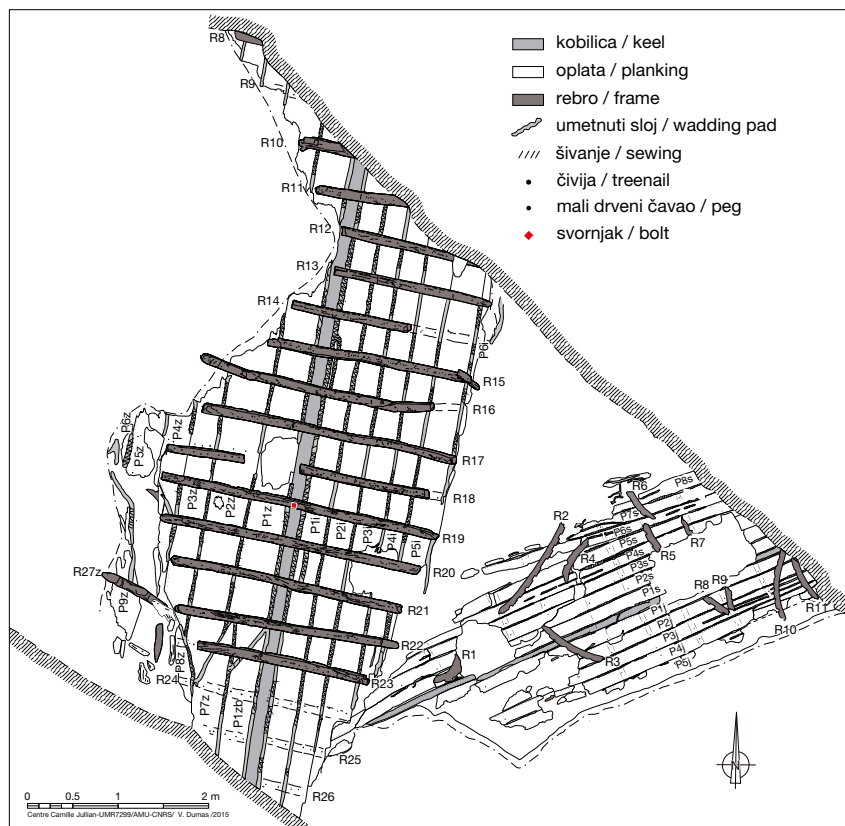 kobilica / keel
oplata / planking
rebro / frame
umetnuti sloj / wadding pad
šivanje / sewing
čivija / treenail
mali drveni čavao / peg
svornjak / bolt
R8
R9
R10
R11
R12
R13
R14
R15
R16
R17
R18
R19
R20
R21
R22
R23
R24
R25
R26
R27z
P6z
P5z
P4z
P3z
P2z
P1z
P1i
P2i
P3i
P4i
P5i
P6i
P9z
P8z
P7z
P1zb
R6
P8s
R2
P7s
P6s
R7
R4
P5s
R5
P4s
P3s
P2s
P1s
R9
R8
R11
P1
P2
R10
P3
R3
P4
R1
N
0 0.5 1 2 m
Centre Camille Jullian-UMR7299/AMU-CNRS/ V. Dumas /2015